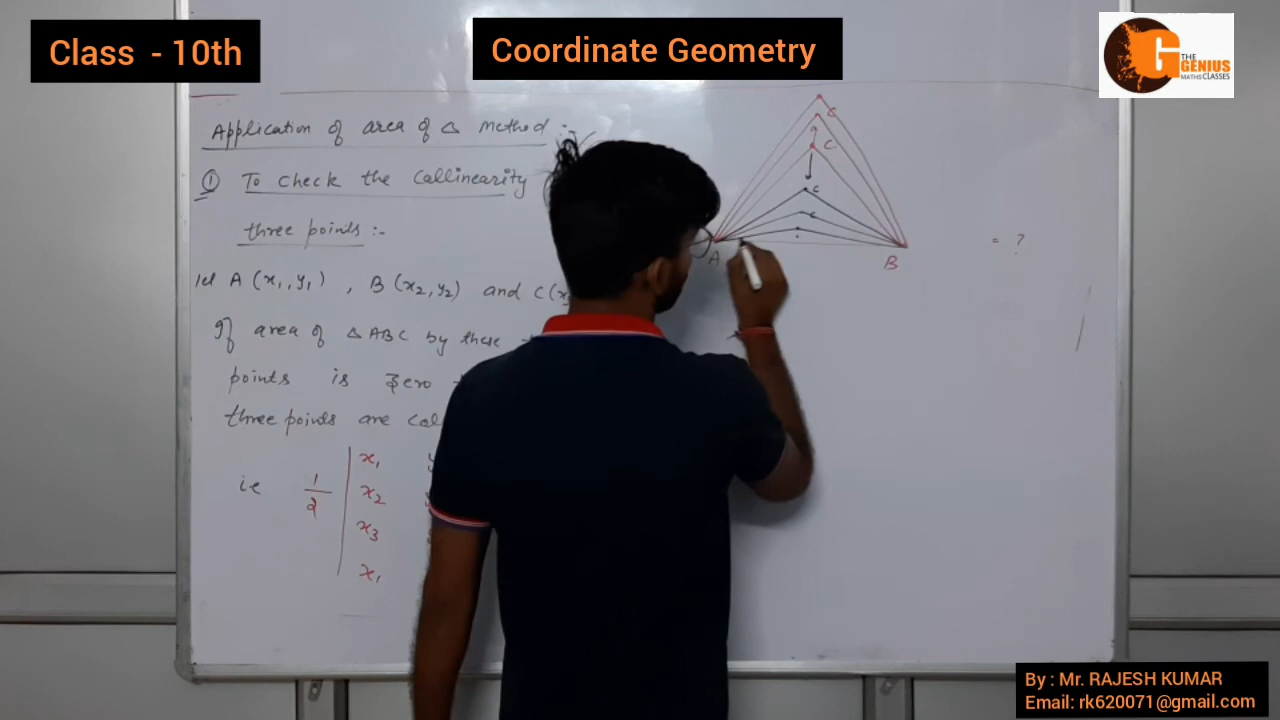 Class - 10th
Coordinate Geometry
G THE GENIUS MATHS CLASSES
Application of area of △ Method :-
① To check the Collinearity
three points :-
let A (x₁, y₁) , B (x₂, y₂) and C(x
If area of △ ABC by these
points is Zero
three points are Col
ie 1/2
x₁
x₂
x₃
x₁
C
C
C
C
A
B
= ?
By : Mr. RAJESH KUMAR
Email: rk620071@gmail.com